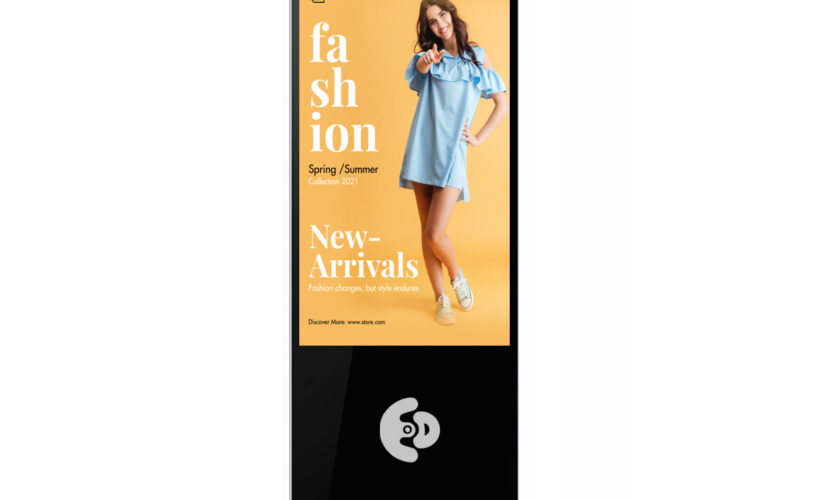 fa
sh
ion
Spring /Summer
Collection 2021
New-
Arrivals
Fashion changes, but style endures
Discover More: www.store.com